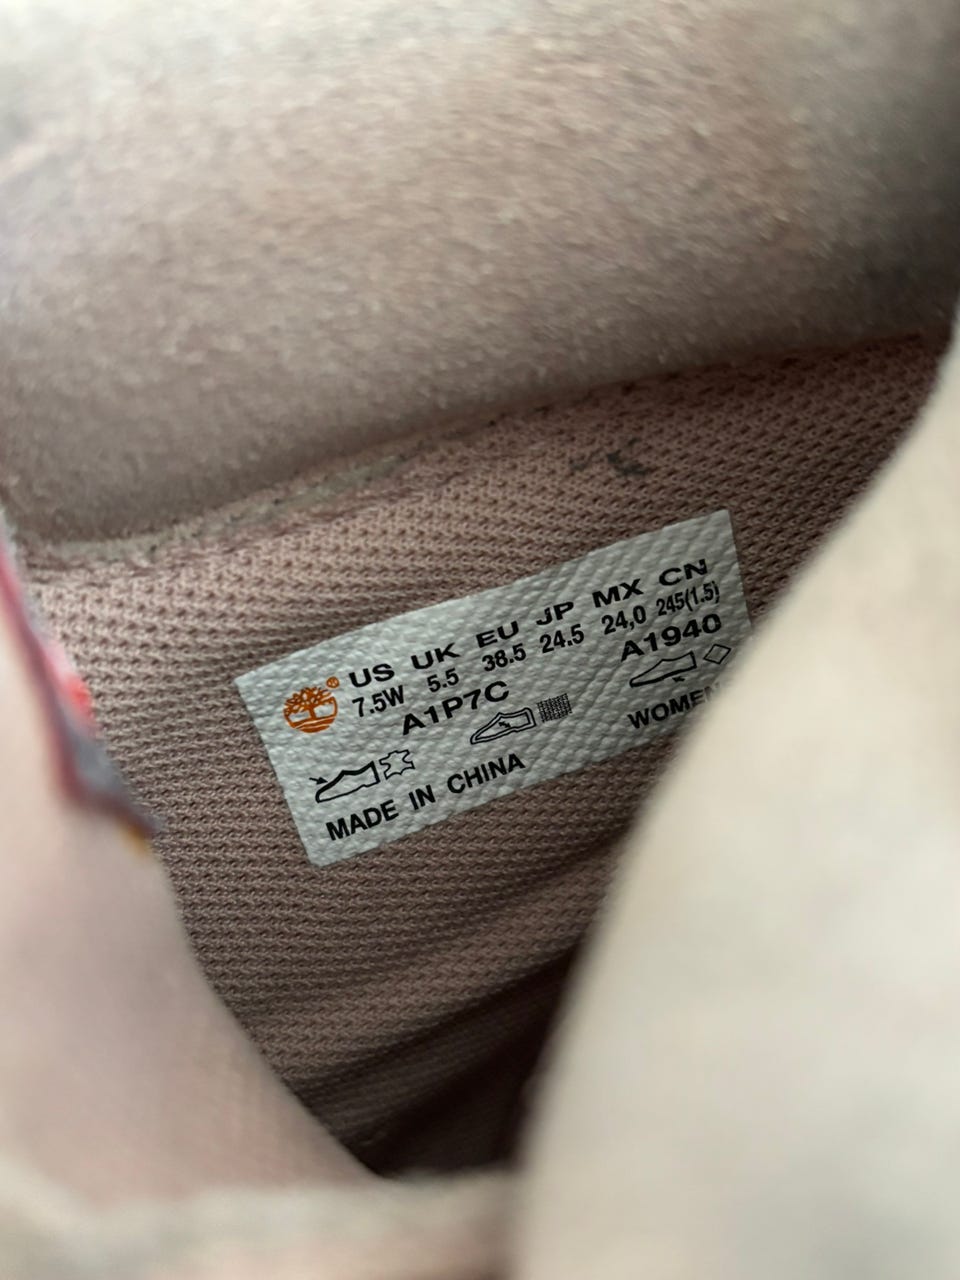 US UK EU JP MX CN
7.5W 5.5 38.5 24.5 24,0 245(1.5)
A1P7C A1940
MADE IN CHINA WOMEN